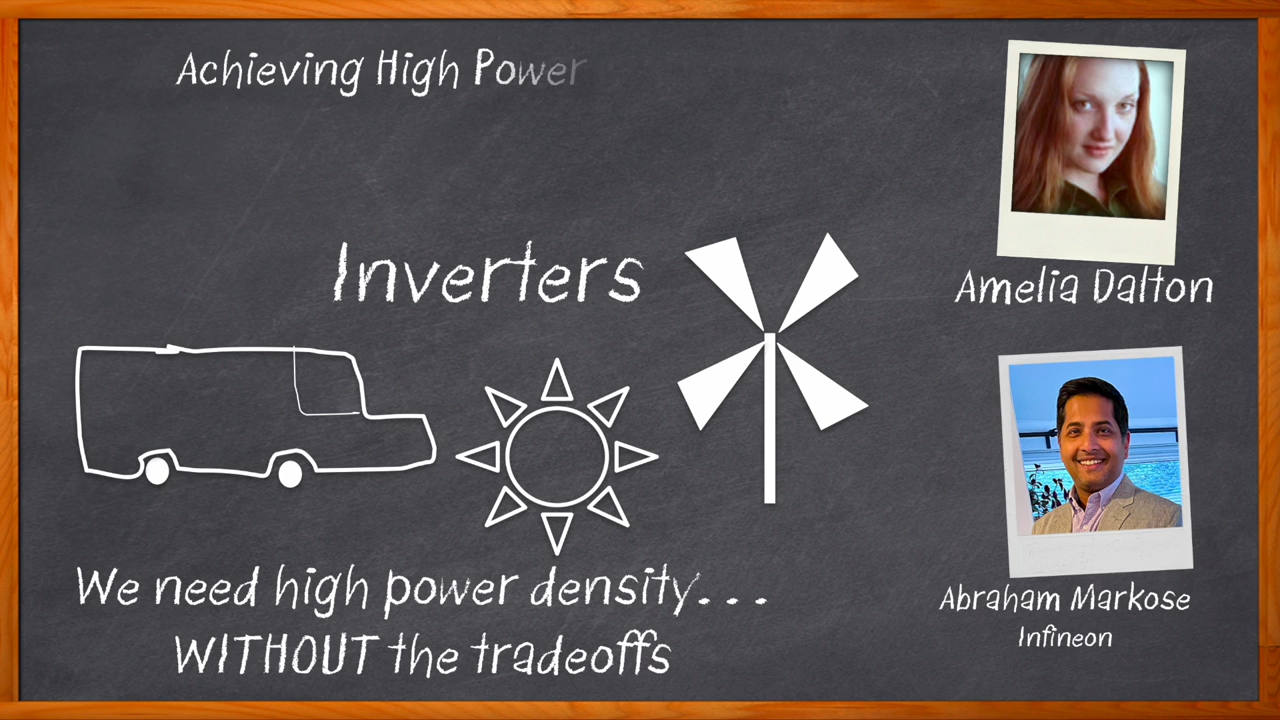 Achieving High Power
Inverters
We need high power density...
WITHOUT the tradeoffs
Amelia Dalton
Abraham Markose
Infineon